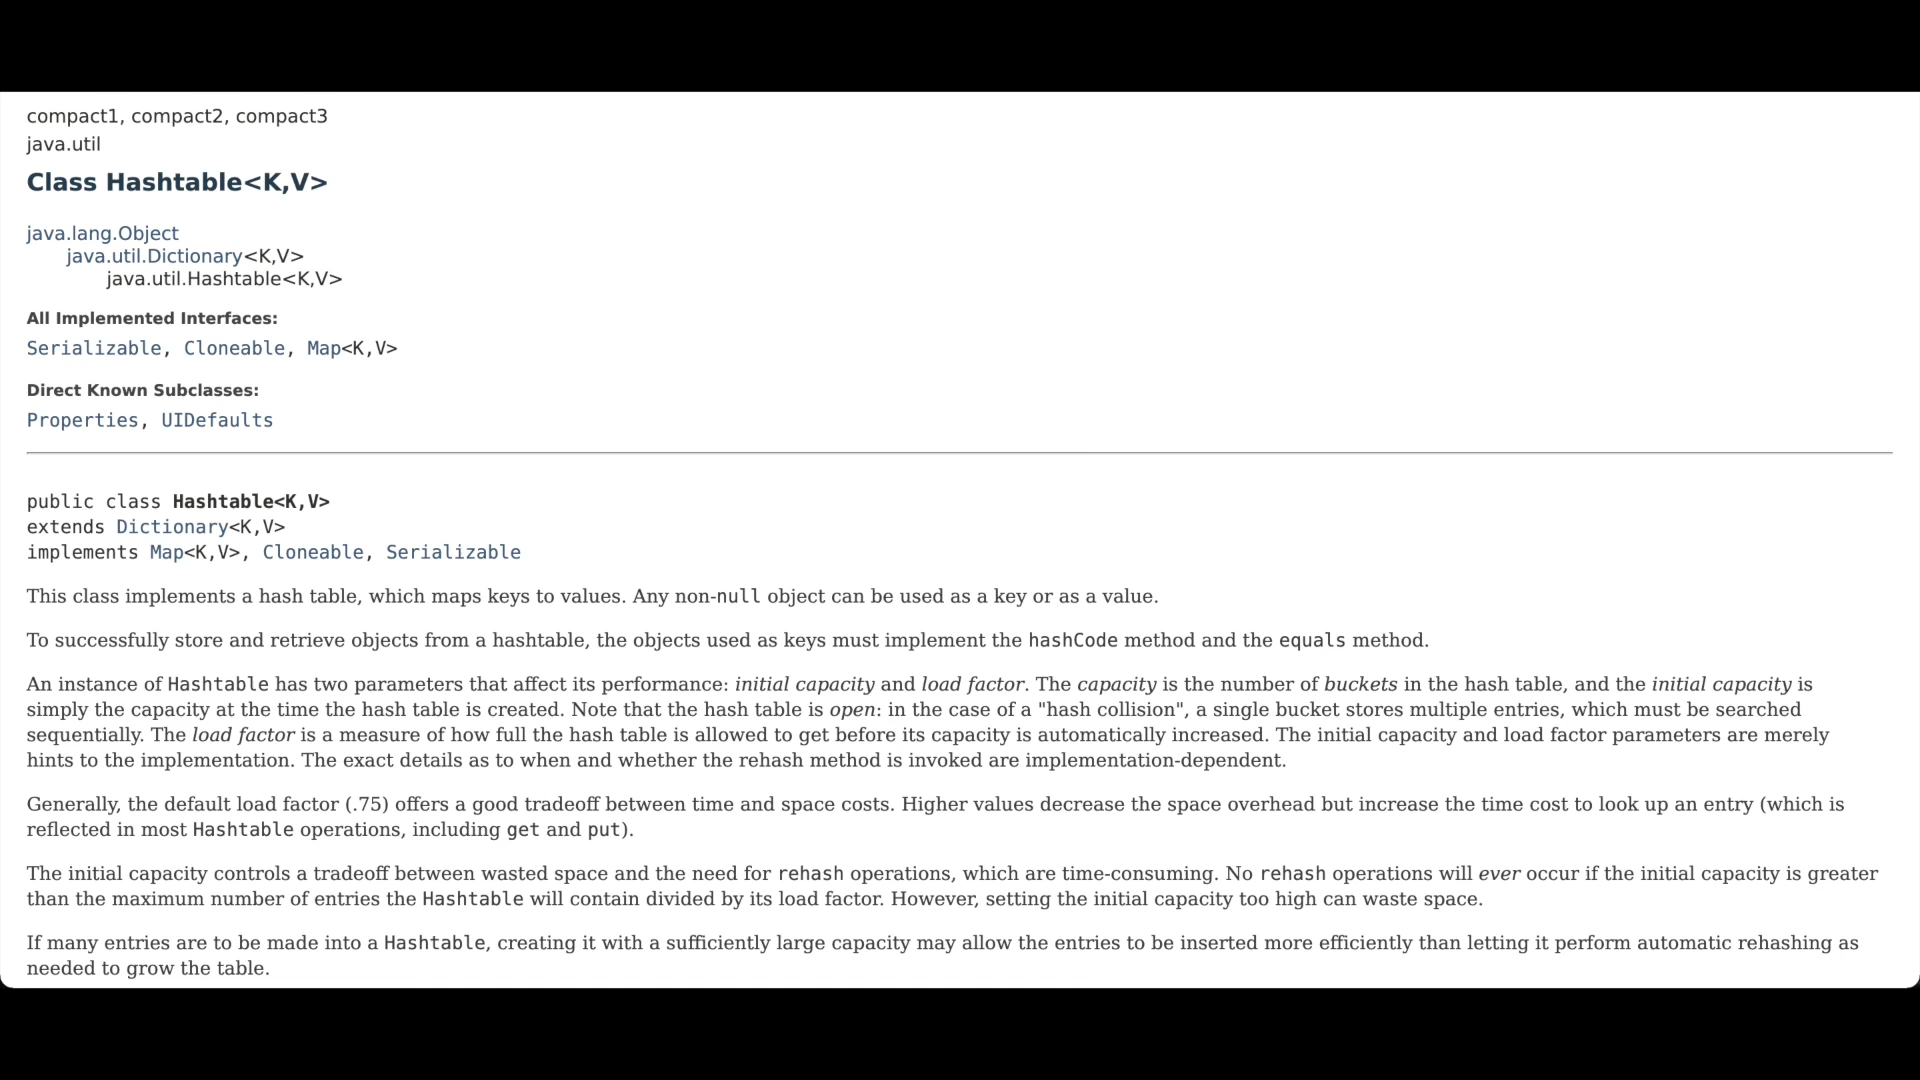 compact1, compact2, compact3
java.util
Class Hashtable<K,V>
java.lang.Object
java.util.Dictionary<K,V>
java.util.Hashtable<K,V>
All Implemented Interfaces:
Serializable, Cloneable, Map<K,V>
Direct Known Subclasses:
Properties, UIDefaults
public class Hashtable<K,V>
extends Dictionary<K,V>
implements Map<K,V>, Cloneable, Serializable
This class implements a hash table, which maps keys to values. Any non-null object can be used as a key or as a value.
To successfully store and retrieve objects from a hashtable, the objects used as keys must implement the hashCode method and the equals method.
An instance of Hashtable has two parameters that affect its performance: initial capacity and load factor. The capacity is the number of buckets in the hash table, and the initial capacity is
simply the capacity at the time the hash table is created. Note that the hash table is open: in the case of a "hash collision", a single bucket stores multiple entries, which must be searched
sequentially. The load factor is a measure of how full the hash table is allowed to get before its capacity is automatically increased. The initial capacity and load factor parameters are merely
hints to the implementation. The exact details as to when and whether the rehash method is invoked are implementation-dependent.
Generally, the default load factor (.75) offers a good tradeoff between time and space costs. Higher values decrease the space overhead but increase the time cost to look up an entry (which is
reflected in most Hashtable operations, including get and put).
The initial capacity controls a tradeoff between wasted space and the need for rehash operations, which are time-consuming. No rehash operations will ever occur if the initial capacity is greater
than the maximum number of entries the Hashtable will contain divided by its load factor. However, setting the initial capacity too high can waste space.
If many entries are to be made into a Hashtable, creating it with a sufficiently large capacity may allow the entries to be inserted more efficiently than letting it perform automatic rehashing as
needed to grow the table.